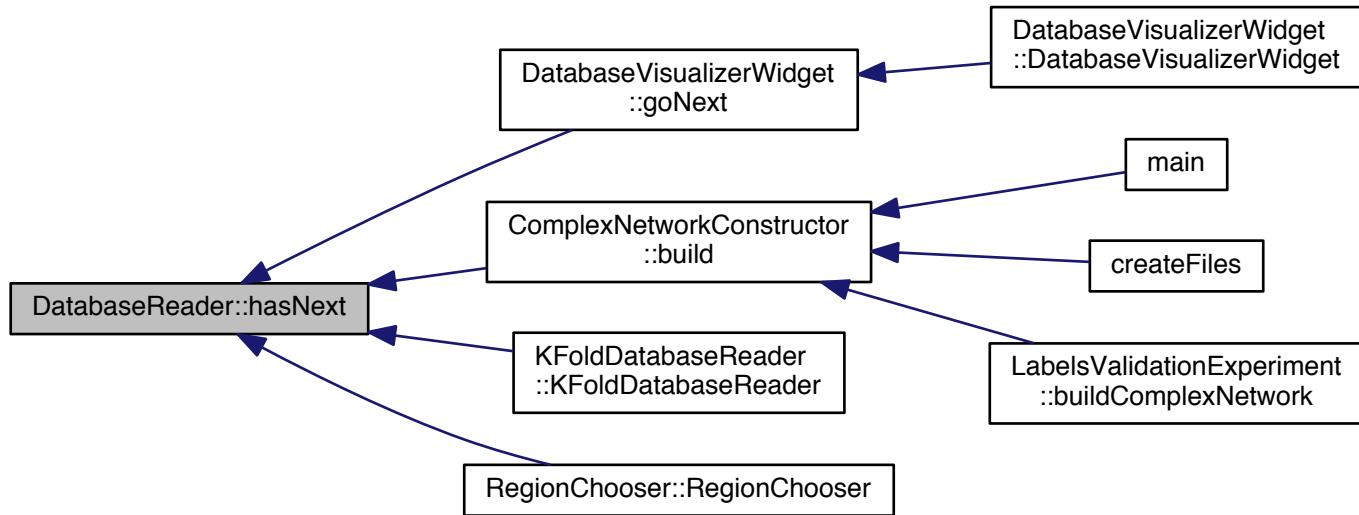 DatabaseVisualizerWidget
::DatabaseVisualizerWidget
DatabaseVisualizerWidget
::goNext
main
ComplexNetworkConstructor
::build
createFiles
DatabaseReader::hasNext
KFoldDatabaseReader
::KFoldDatabaseReader
LabelsValidationExperiment
::buildComplexNetwork
RegionChooser::RegionChooser